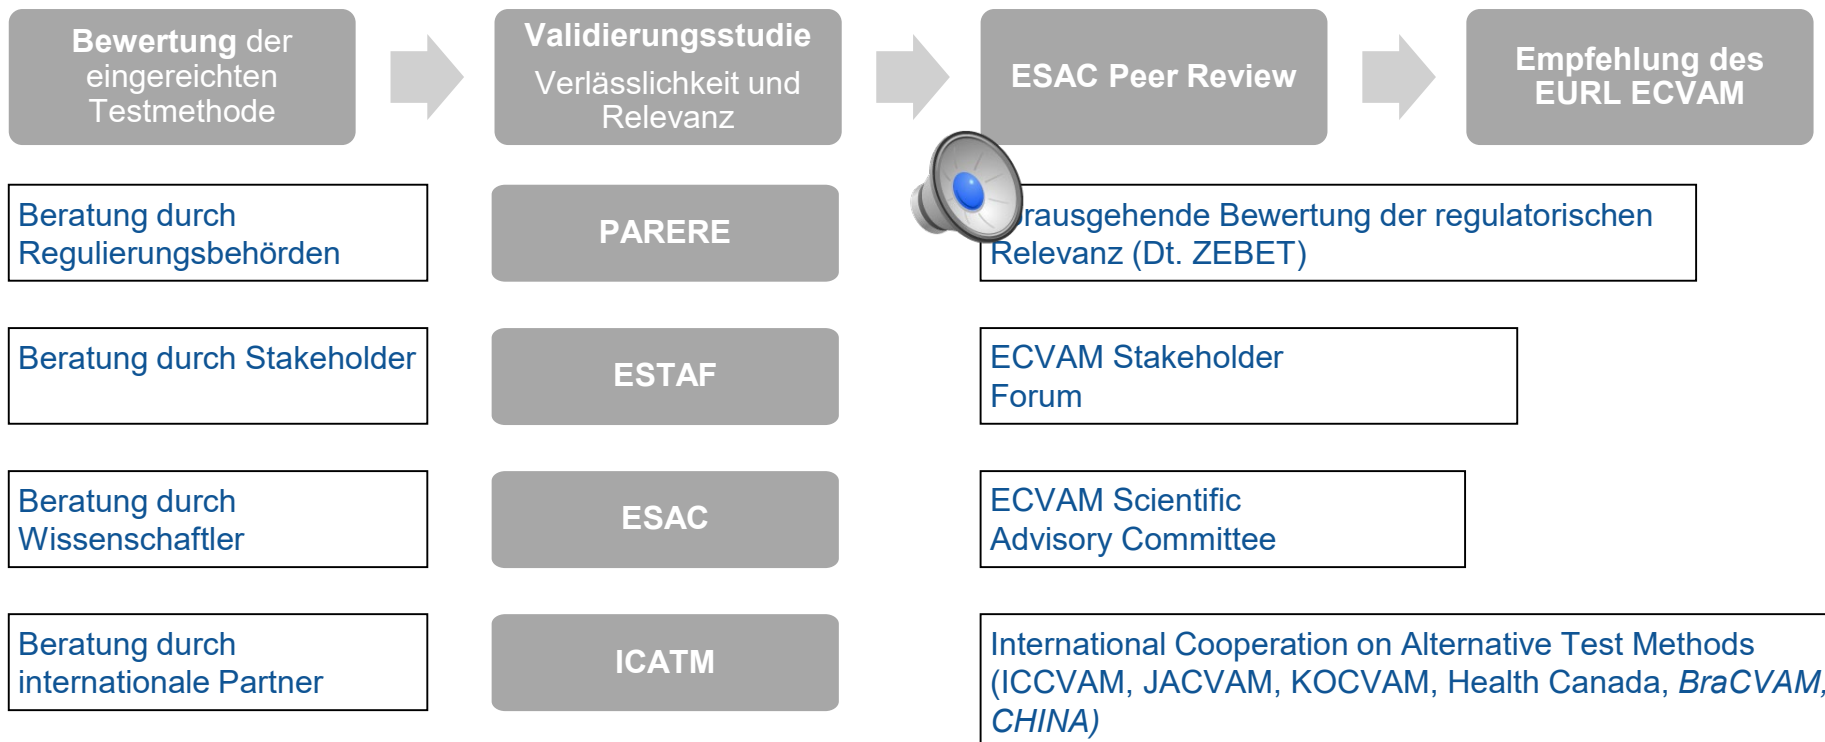 Bewertung der
eingereichten
Testmethode
Validierungsstudie
Verlässlichkeit und
Relevanz
ESAC Peer Review
Empfehlung des
EURL ECVAM
Beratung durch
Regulierungsbehörden
PARERE
Bewertung der regulatorischen
Relevanz (Dt. ZEBET)
Beratung durch Stakeholder
ESTAF
ECVAM Stakeholder
Forum
Beratung durch
Wissenschaftler
ESAC
ECVAM Scientific
Advisory Committee
Beratung durch
internationale Partner
ICATM
International Cooperation on Alternative Test Methods
(ICCVAM, JACVAM, KOCVAM, Health Canada, BraCVAM,
CHINA)